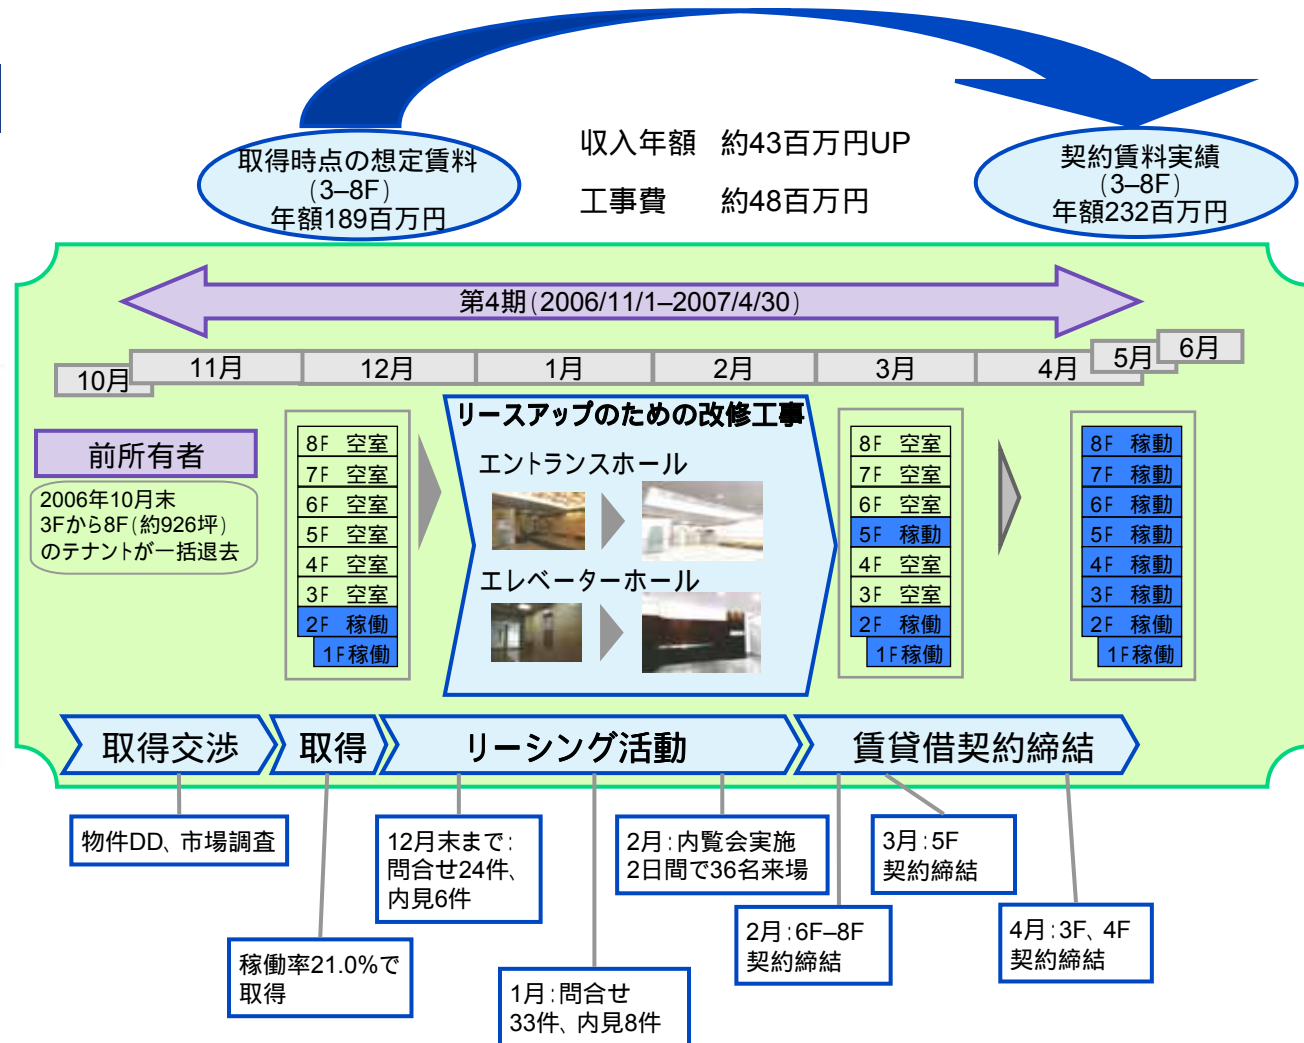 取得時点の想定賃料
(3–8F)
年額189百万円
収入年額 約43百万円UP
工事費 約48百万円
契約賃料実績
(3–8F)
年額232百万円
第4期(2006/11/1–2007/4/30)
10月
11月
12月
1月
2月
3月
4月
5月
6月
前所有者
2006年10月末
3Fから8F(約926坪)
のテナントが一括退去
8F 空室
7F 空室
6F 空室
5F 空室
4F 空室
3F 空室
2F 稼働
1F稼働
リースアップのための改修工事
エントランスホール
エレベーターホール
8F 空室
7F 空室
6F 空室
5F 稼動
4F 空室
3F 空室
2F 稼働
1F稼働
8F 稼動
7F 稼動
6F 稼動
5F 稼動
4F 稼動
3F 稼動
2F 稼働
1F稼働
取得交渉
取得
リーシング活動
賃貸借契約締結
物件DD、市場調査
稼働率21.0%で
取得
12月末まで:
問合せ24件、
内見6件
1月:問合せ
33件、内見8件
2月:内覧会実施
2日間で36名来場
2月:6F–8F
契約締結
3月:5F
契約締結
4月:3F、4F
契約締結